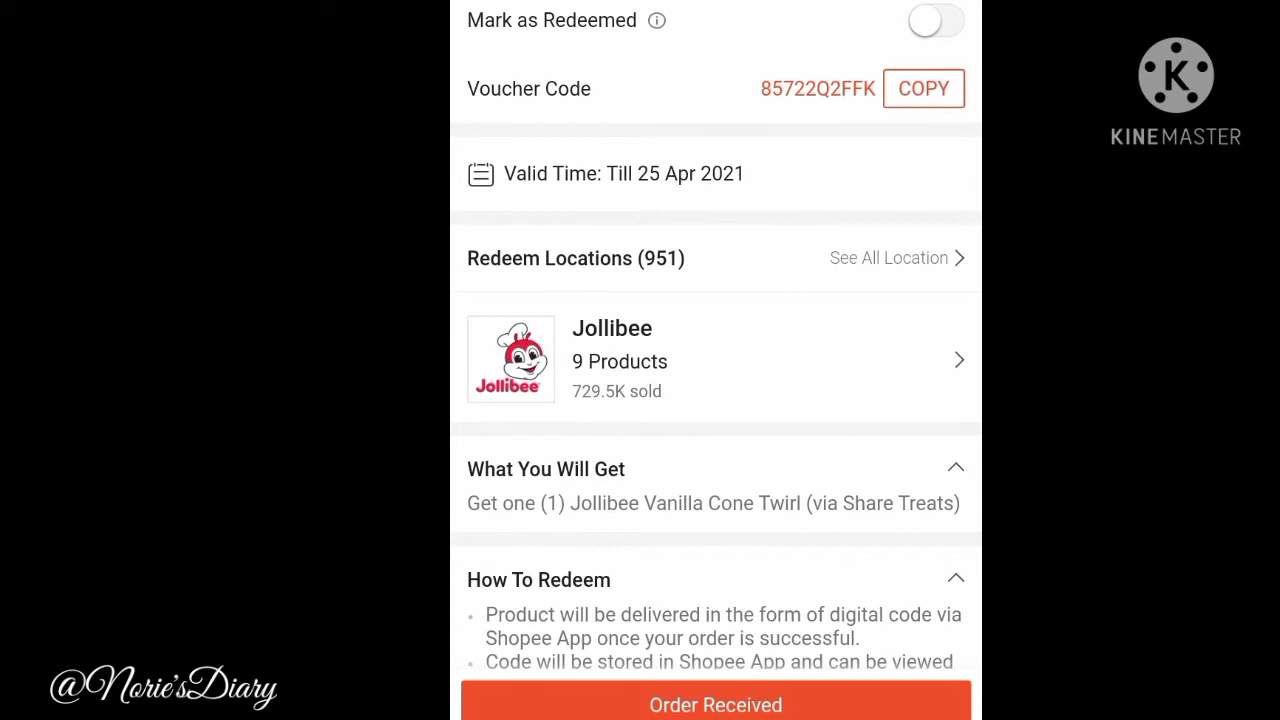 Mark as Redeemed
Voucher Code 85722Q2FFK COPY
KINEMASTER
Valid Time: Till 25 Apr 2021
Redeem Locations (951) See All Location
Jollibee
Jollibee
9 Products
729.5K sold
What You Will Get
Get one (1) Jollibee Vanilla Cone Twirl (via Share Treats)
How To Redeem
• Product will be delivered in the form of digital code via
Shopee App once your order is successful.
• Code will be stored in Shopee App and can be viewed
Order Received
@Norie'sDiary